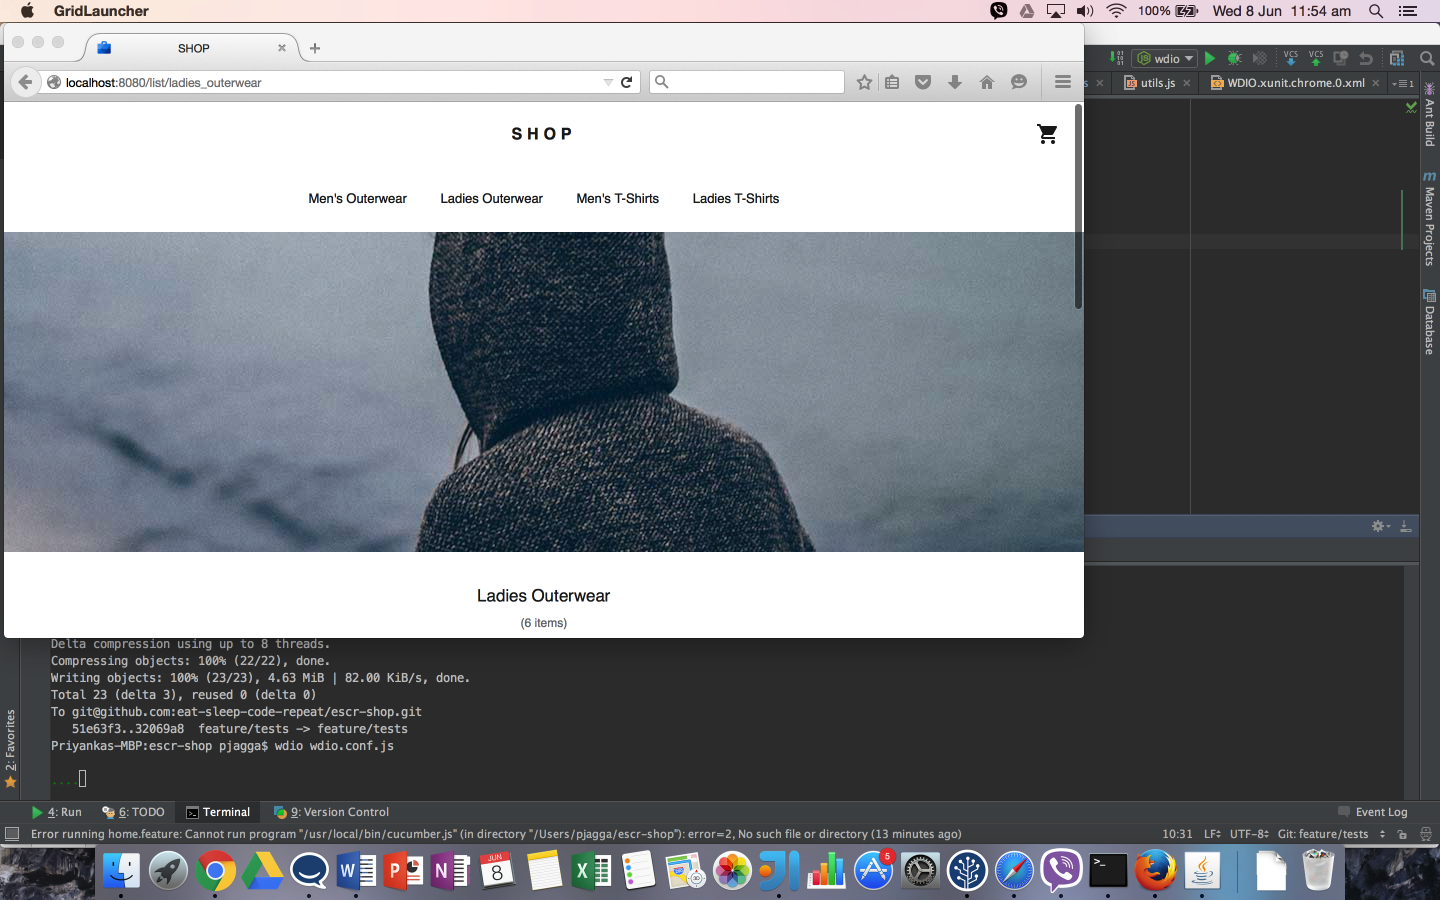 GridLauncher
100%
Wed 8 Jun 11:54 am
SHOP
localhost:8080/list/ladies_outerwear
VCS
VCS
wdio
utils.js
WDIO.xunit.chrome.0.xml
SHOP
Men's Outerwear
Ladies Outerwear
Men's T-Shirts
Ladies T-Shirts
Ant Build
Maven Projects
Database
Ladies Outerwear
(6 items)
Delta compression using up to 8 threads.
Compressing objects: 100% (22/22), done.
Writing objects: 100% (23/23), 4.63 MiB | 82.00 KiB/s, done.
Total 23 (delta 3), reused 0 (delta 0)
To git@github.com:eat-sleep-code-repeat/escr-shop.git
51e63f3..32069a8 feature/tests -> feature/tests
Priyankas-MBP:escr-shop pjagga$ wdio wdio.conf.js
....
2: Favorites
4: Run
6: TODO
Terminal
9: Version Control
Event Log
Error running home.feature: Cannot run program "/usr/local/bin/cucumber.js" (in directory "/Users/pjagga/escr-shop"): error=2, No such file or directory (13 minutes ago)
10:31
LF
UTF-8
Git: feature/tests
JUN
8
5